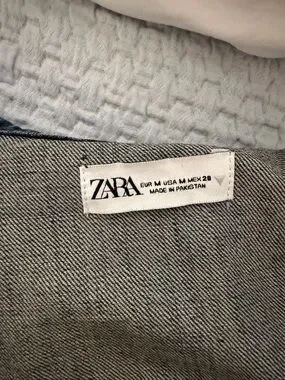 ZARA
EUR M USA M MEX 28
MADE IN PAKISTAN